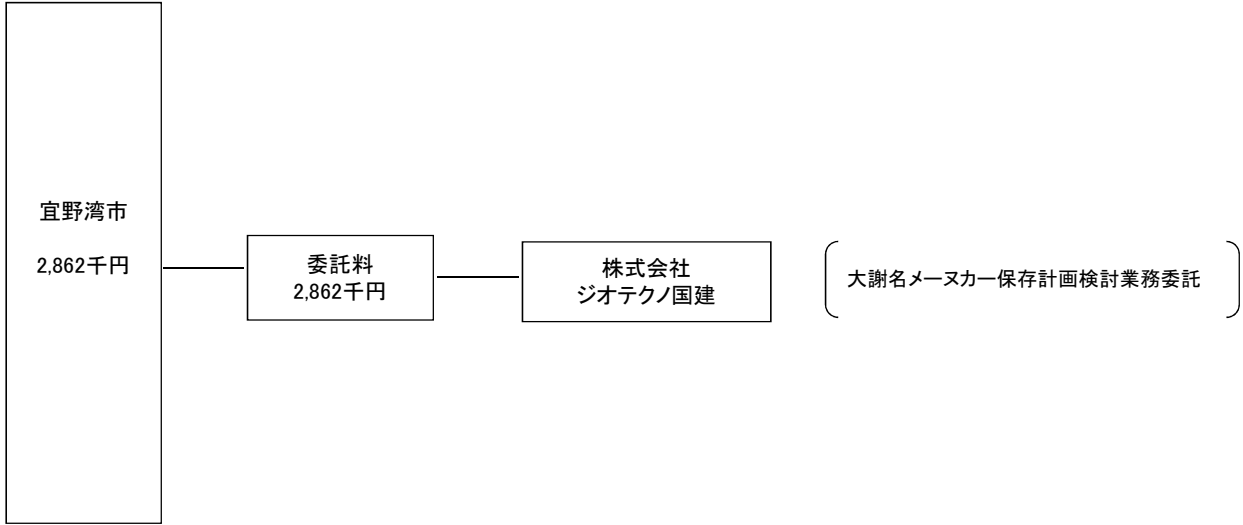 宜野湾市
2,862千円
委託料
2,862千円
株式会社
ジオテクノ国建
大謝名メーヌカー保存計画検討業務委託